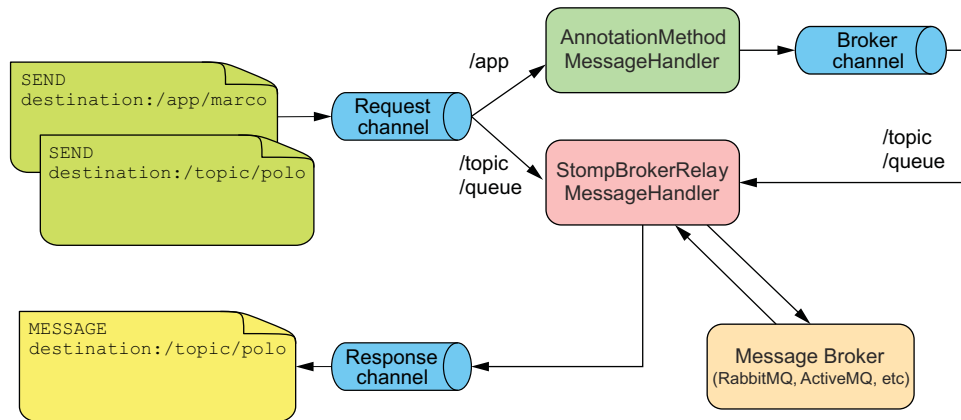 SEND
destination:/app/marco
SEND
destination:/topic/polo
Request
channel
/app
/topic
/queue
AnnotationMethod
MessageHandler
Broker
channel
/topic
/queue
StompBrokerRelay
MessageHandler
MESSAGE
destination:/topic/polo
Response
channel
Message Broker
(RabbitMQ, ActiveMQ, etc)